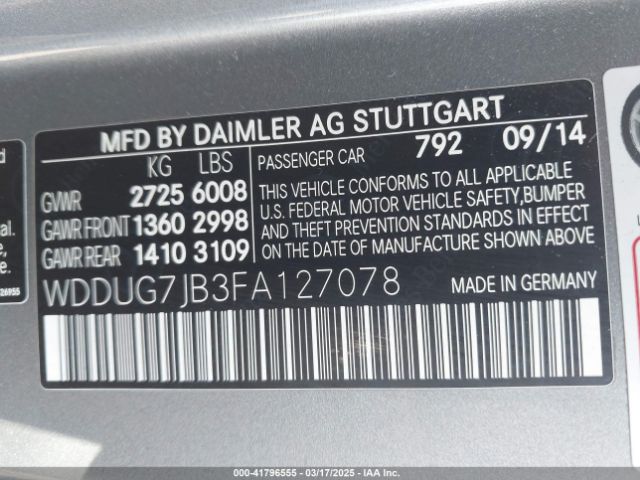 MFD BY DAIMLER AG STUTTGART
KG LBS
GVWR 2725 6008
GAWR FRONT 1360 2998
GAWR REAR 1410 3109
PASSENGER CAR 792 09/14
THIS VEHICLE CONFORMS TO ALL APPLICABLE
U.S. FEDERAL MOTOR VEHICLE SAFETY,BUMPER
AND THEFT PREVENTION STANDARDS IN EFFECT
ON THE DATE OF MANUFACTURE SHOWN ABOVE
WDDUG7JB3FA127078 MADE IN GERMANY
26955
000-41796555 - 03/17/2025 - IAA Inc.